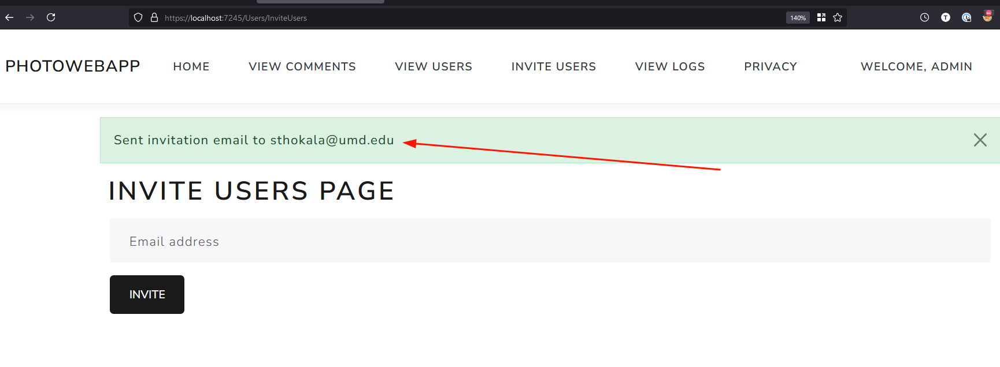 https://localhost:7245/Users/InviteUsers
140%
T
PHOTOWEBAPP HOME VIEW COMMENTS VIEW USERS INVITE USERS VIEW LOGS PRIVACY WELCOME, ADMIN
Sent invitation email to sthokala@umd.edu
INVITE USERS PAGE
Email address
INVITE